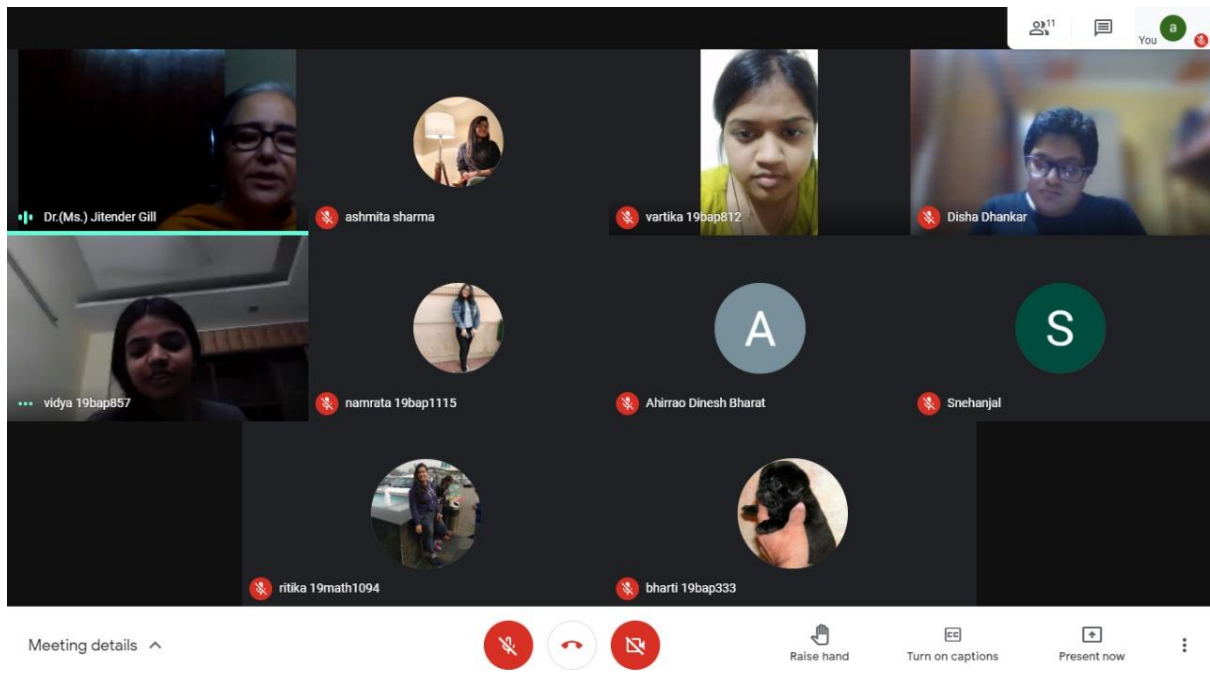 11
You
a
Dr.(Ms.) Jitender Gill
ashmita sharma
vartika 19bap812
Disha Dhankar
vidya 19bap857
namrata 19bap1115
A
Ahirrao Dinesh Bharat
S
Snehanjal
ritika 19math1094
bharti 19bap333
Meeting details
Raise hand
CC
Turn on captions
Present now